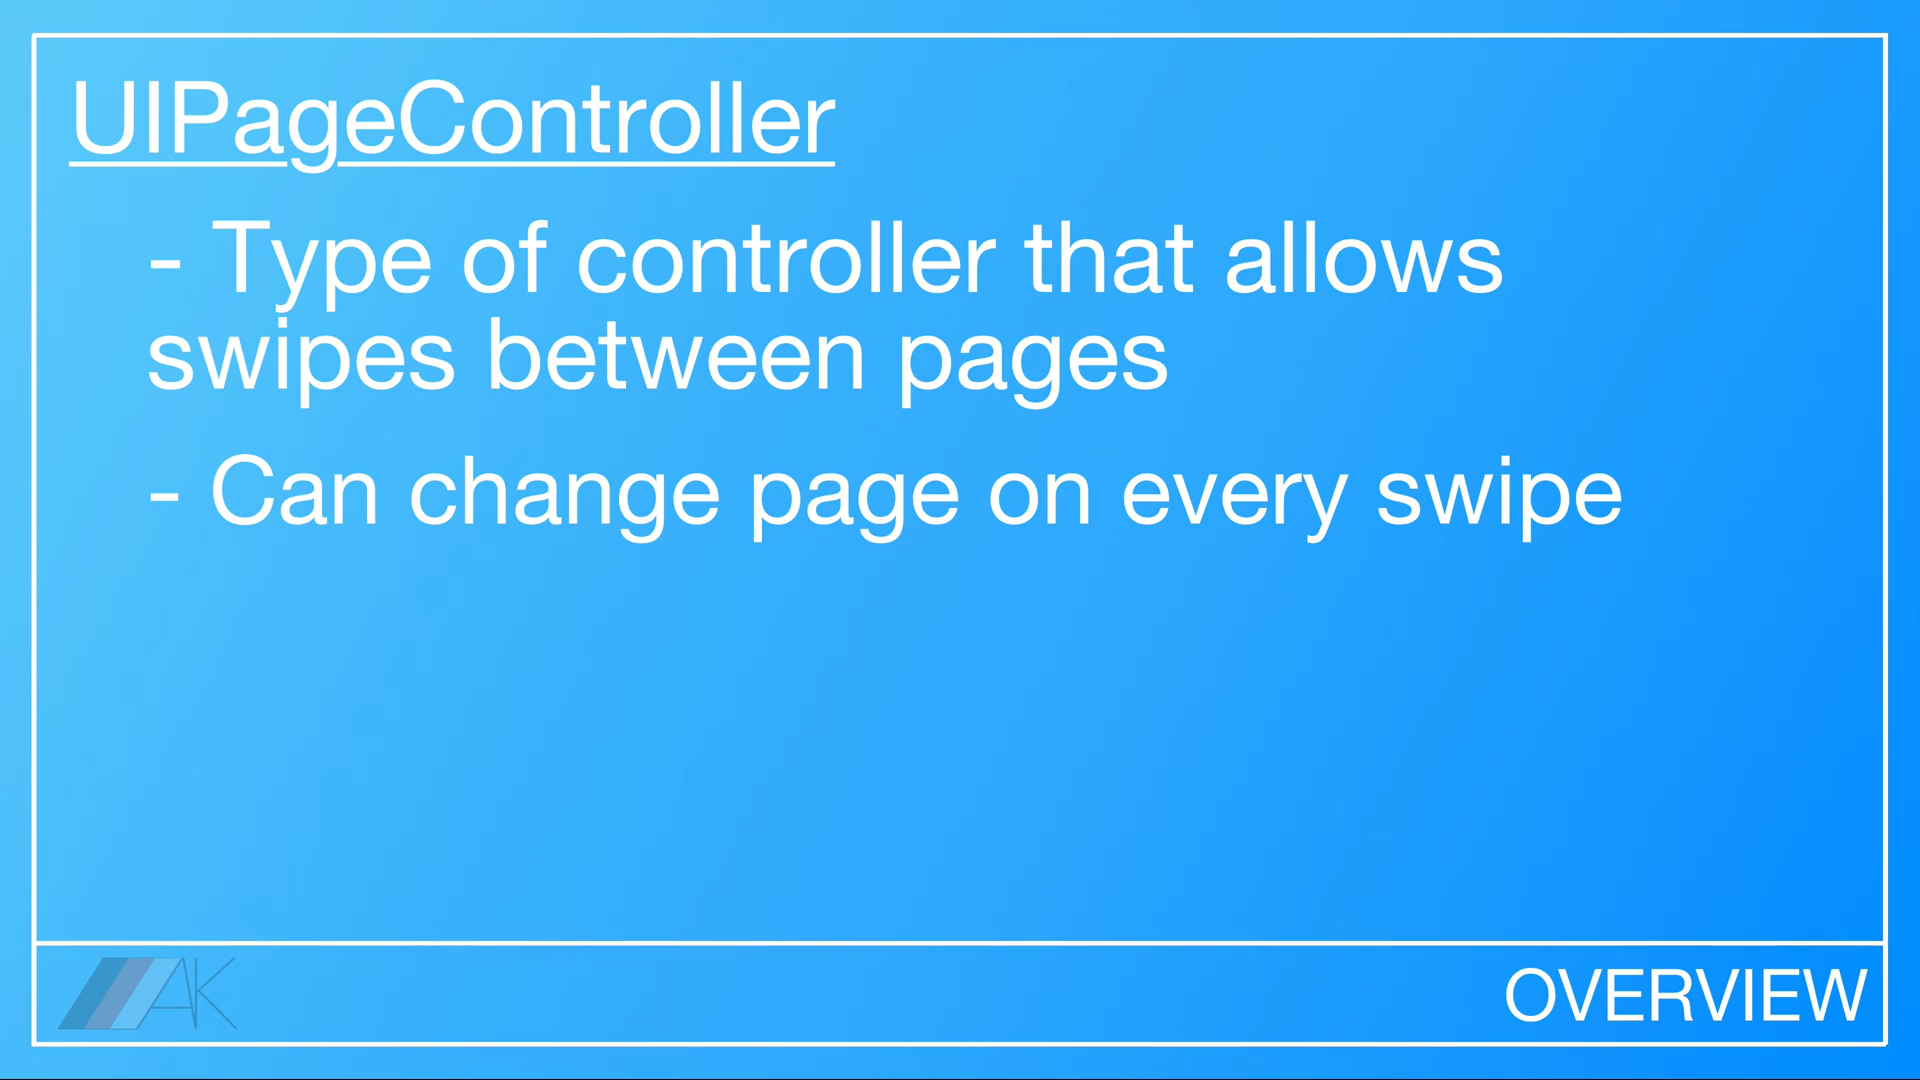 UIPageController
- Type of controller that allows
swipes between pages
- Can change page on every swipe
AK
OVERVIEW